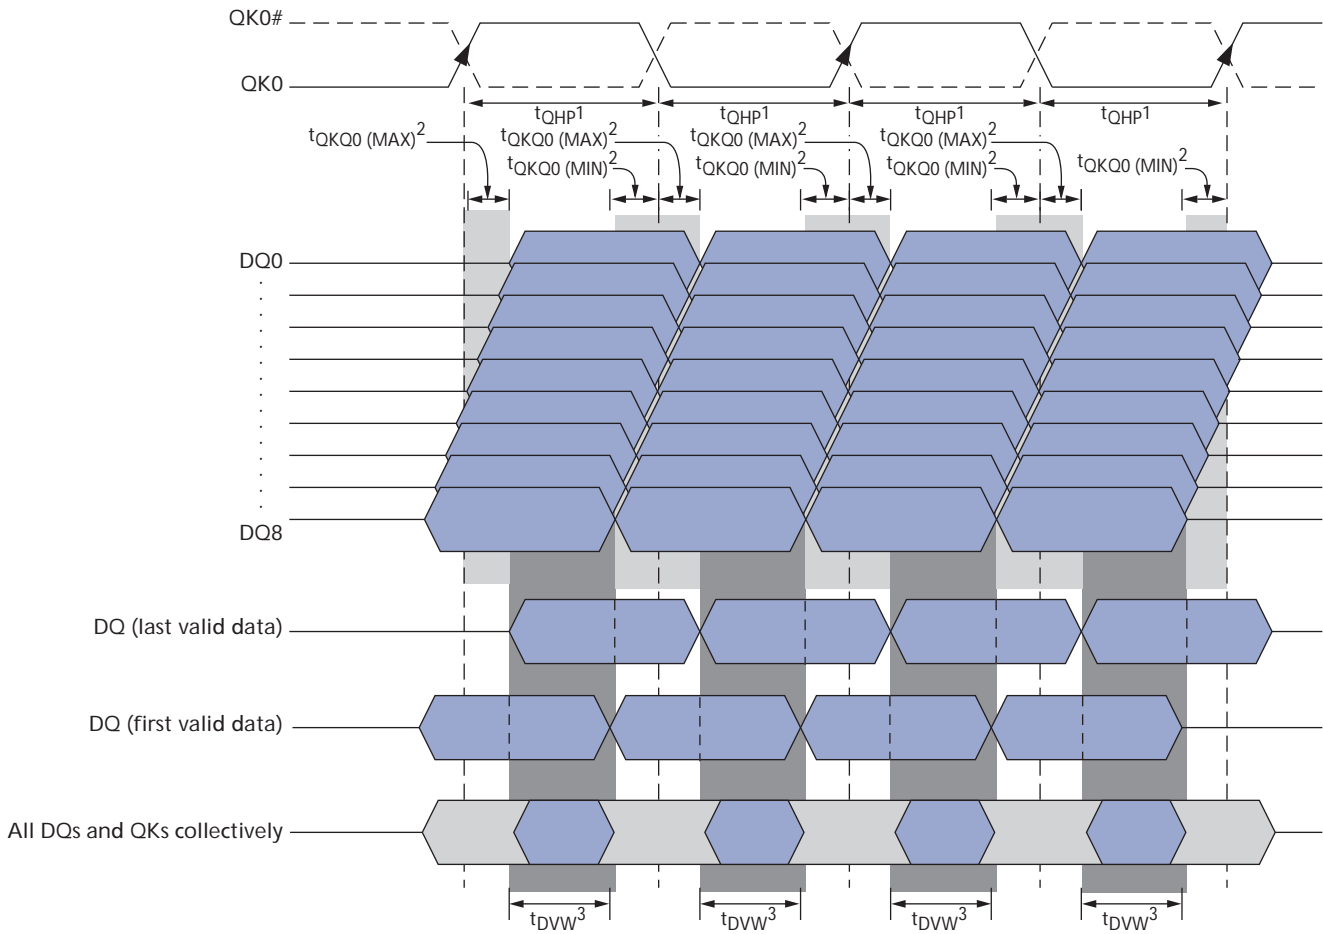 QK0#
QK0
tQHP1 tQHP1 tQHP1 tQHP1
tQKQ0 (MAX)2 tQKQ0 (MAX)2 tQKQ0 (MAX)2 tQKQ0 (MAX)2
tQKQ0 (MIN)2 tQKQ0 (MIN)2 tQKQ0 (MIN)2 tQKQ0 (MIN)2
DQ0
DQ8
DQ (last valid data)
DQ (first valid data)
All DQs and QKs collectively
tDVW3 tDVW3 tDVW3 tDVW3